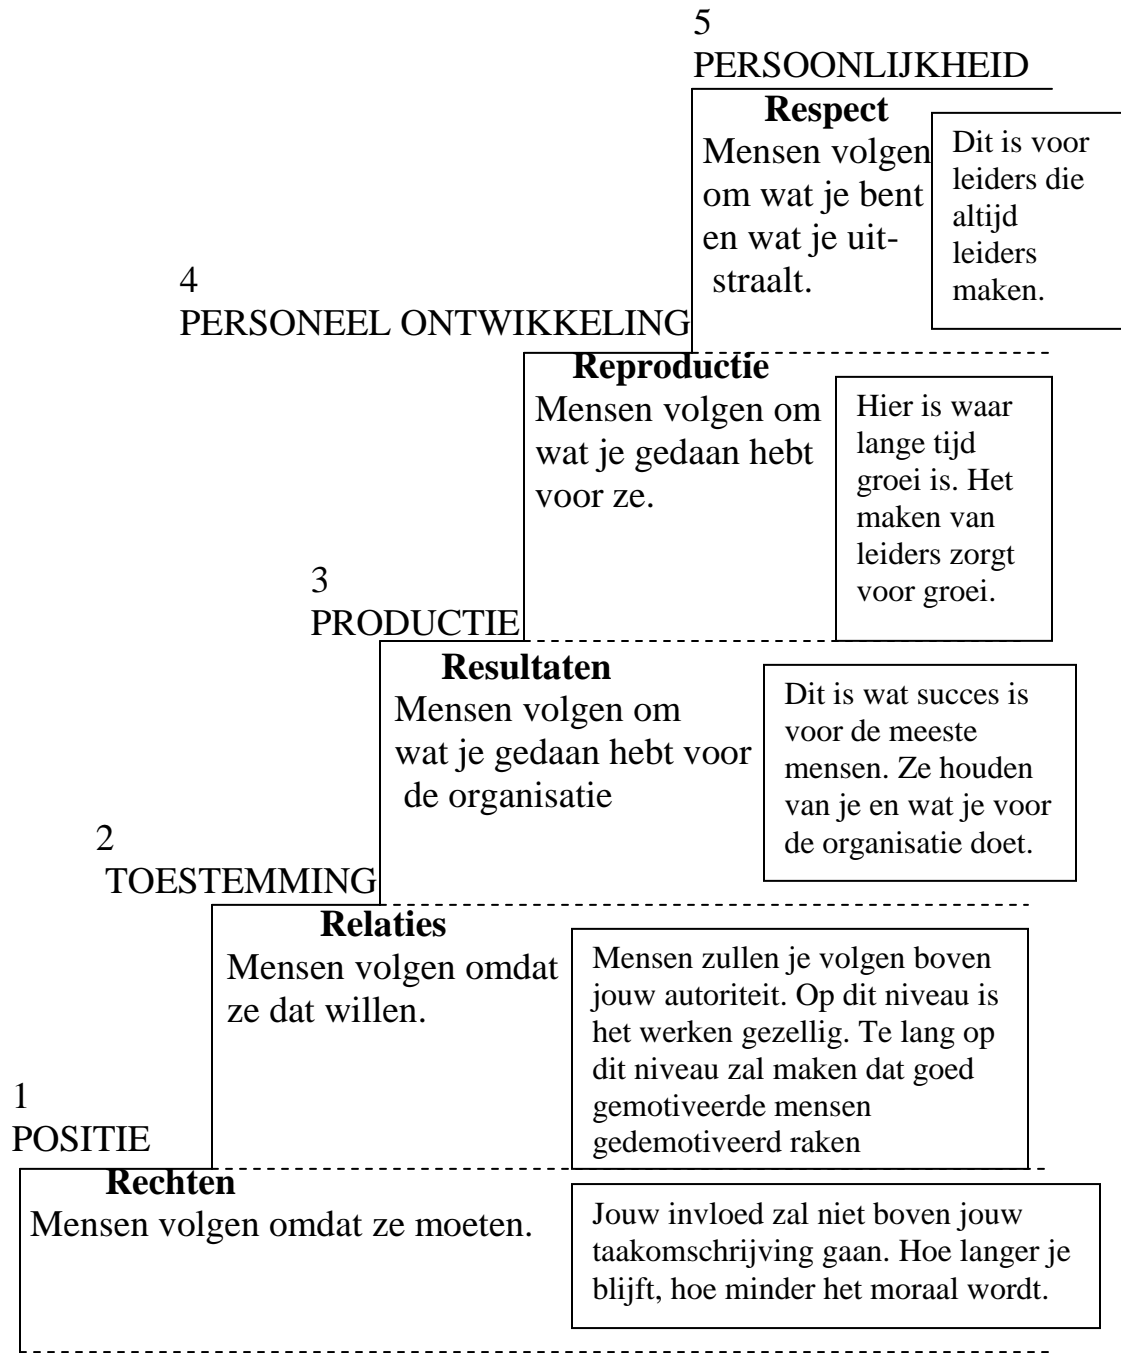 5
PERSOONLIJKHEID
Respect
Mensen volgen
om wat je bent
en wat je uit-
straalt.
Dit is voor
leiders die
altijd
leiders
maken.
4
PERSONEEL ONTWIKKELING
Reproductie
Mensen volgen om
wat je gedaan hebt
voor ze.
Hier is waar
lange tijd
groei is. Het
maken van
leiders zorgt
voor groei.
3
PRODUCTIE
Resultaten
Mensen volgen om
wat je gedaan hebt voor
de organisatie
Dit is wat succes is
voor de meeste
mensen. Ze houden
van je en wat je voor
de organisatie doet.
2
TOESTEMMING
Relaties
Mensen volgen omdat
ze dat willen.
Mensen zullen je volgen boven
jouw autoriteit. Op dit niveau is
het werken gezellig. Te lang op
dit niveau zal maken dat goed
gemotiveerde mensen
gedemotiveerd raken
1
POSITIE
Rechten
Mensen volgen omdat ze moeten.
Jouw invloed zal niet boven jouw
taakomschrijving gaan. Hoe langer je
blijft, hoe minder het moraal wordt.